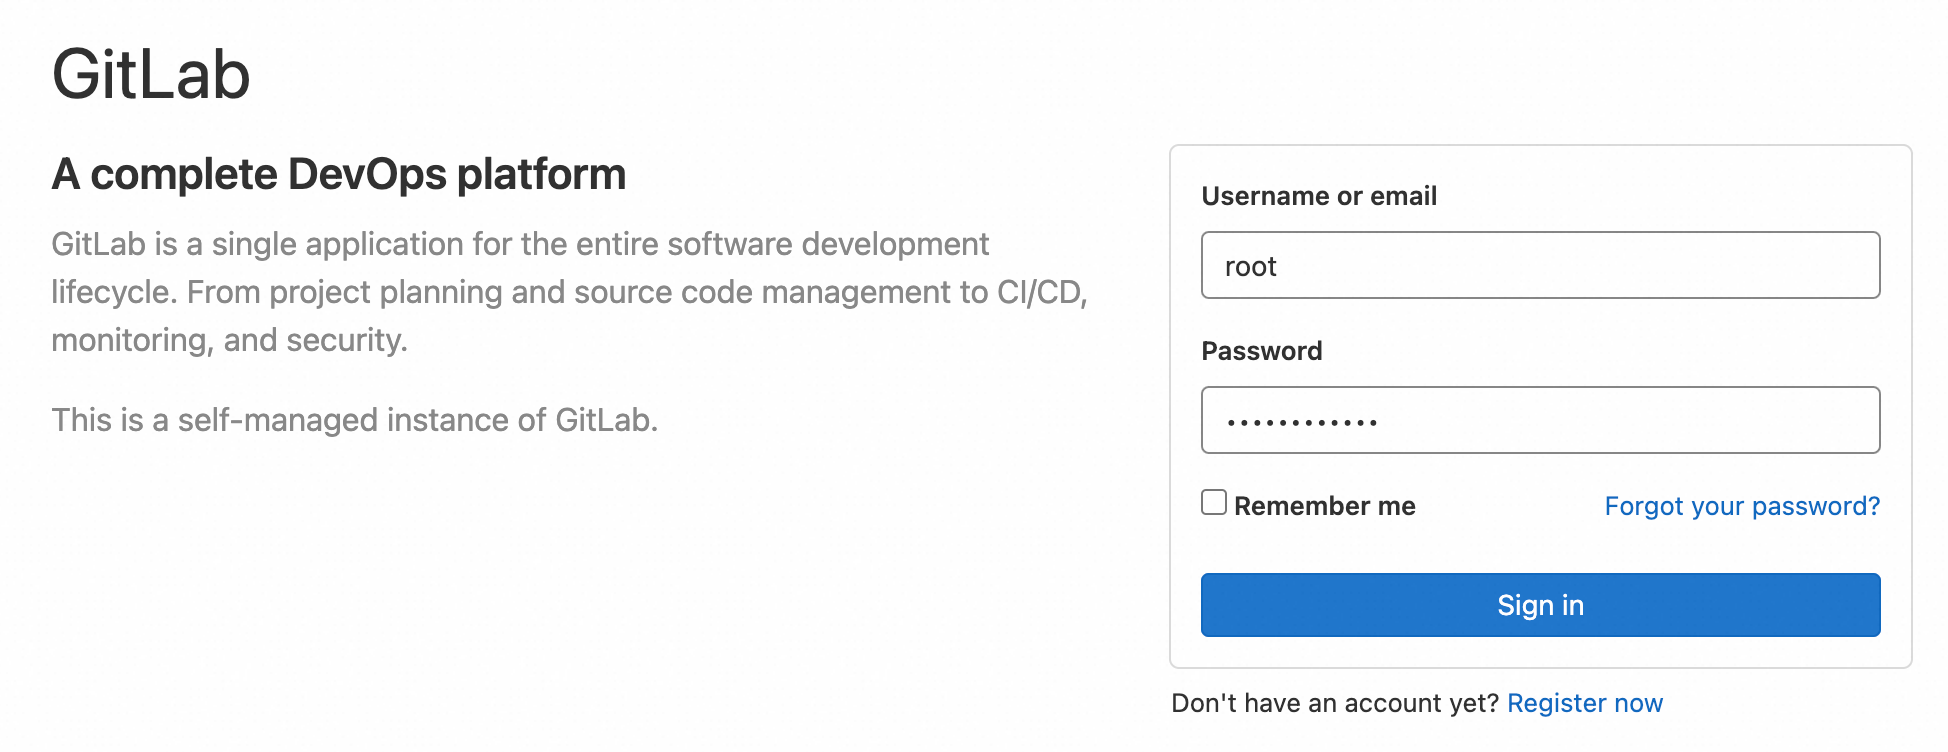 GitLab
A complete DevOps platform
GitLab is a single application for the entire software development
lifecycle. From project planning and source code management to CI/CD,
monitoring, and security.
This is a self-managed instance of GitLab.
Username or email
root
Password
••••••••••••
Remember me
Forgot your password?
Sign in
Don't have an account yet? Register now